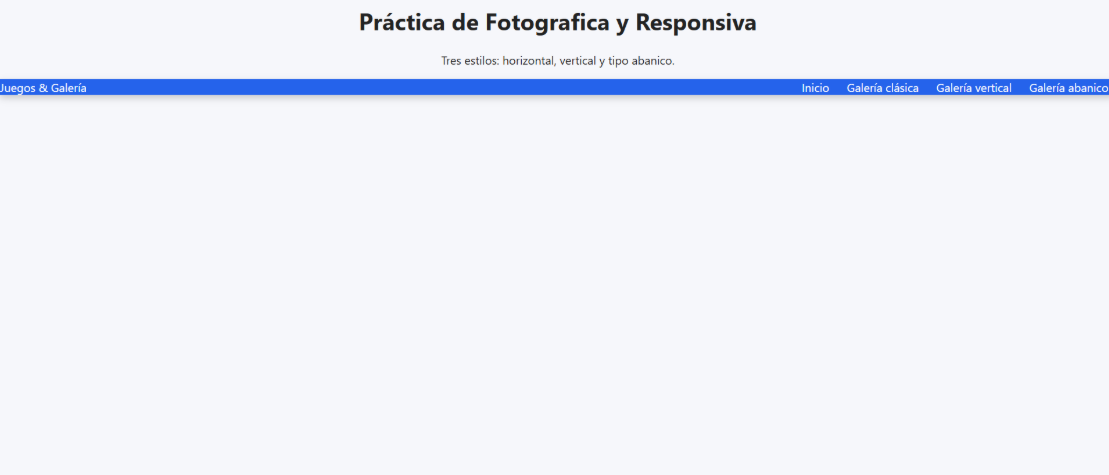 Práctica de Fotografica y Responsiva
Tres estilos: horizontal, vertical y tipo abanico.
Juegos & Galería Inicio Galería clásica Galería vertical Galería abanico